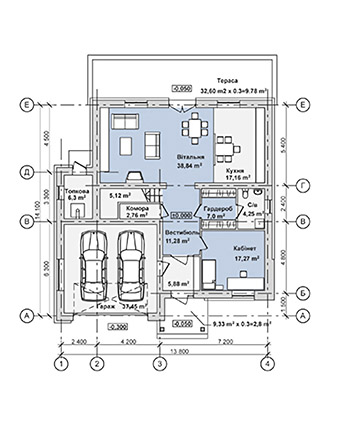 -0.050
Тераса
32,60 m2 x 0.3=9.78 m²
Е
Е
4 500
5 400
Вітальня
38,84 m²
Кухня
17,16 m²
Д
Г
Топкова
6,3 m²
5,12 m²
Комора
2,76 m²
±0.000
Гардероб
7,0 m²
С/в
4,25 m²
2 400
3 300
14 100
В
В
Вестибюль
11,28 m²
Кабінет
17,27 m²
4 800
6 300
5,88 m²
Гараж 37,45 m²
Б
1 500
А
А
-0.300
-0.050
9,33 m² x 0.3=2,8 m²
2 400
4 200
7 200
13 800
1
2
3
4